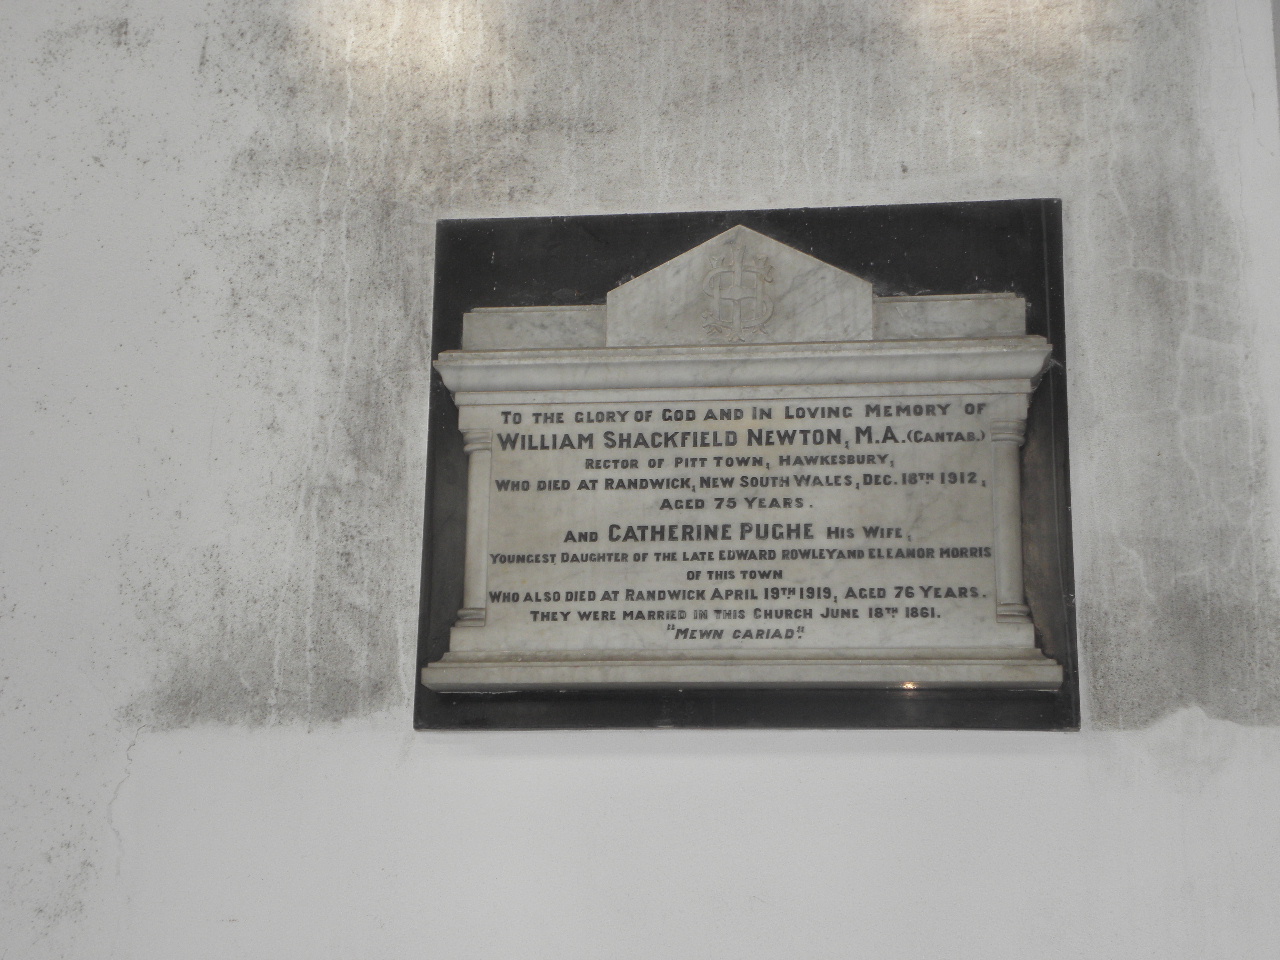 IHS
TO THE GLORY OF GOD AND IN LOVING MEMORY OF
WILLIAM SHACKFIELD NEWTON, M.A. (CANTAB.)
RECTOR OF PITT TOWN, HAWKESBURY,
WHO DIED AT RANDWICK, NEW SOUTH WALES, DEC. 18TH 1912,
AGED 75 YEARS.
AND CATHERINE PUGHE HIS WIFE,
YOUNGEST DAUGHTER OF THE LATE EDWARD ROWLEY AND ELEANOR MORRIS
OF THIS TOWN
WHO ALSO DIED AT RANDWICK APRIL 19TH 1919, AGED 76 YEARS.
THEY WERE MARRIED IN THIS CHURCH JUNE 18TH 1861.
"MEWN CARIAD."